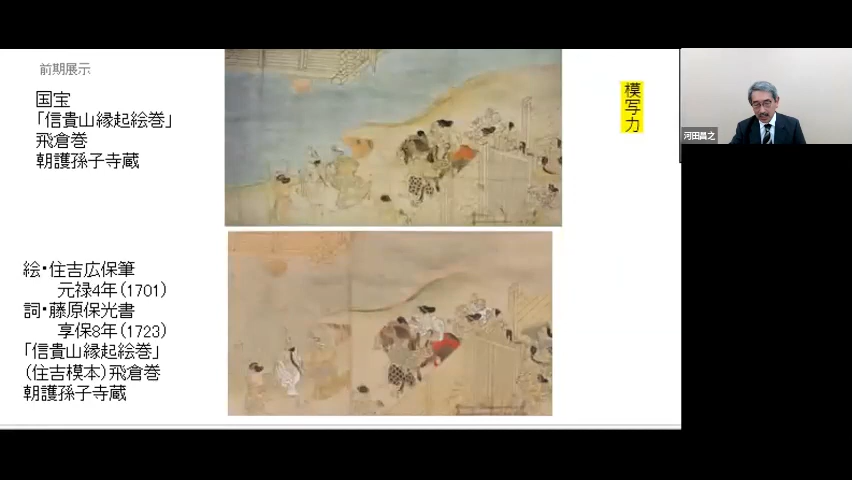 前期展示
国宝
「信貴山縁起絵巻」
飛倉巻
朝護孫子寺蔵
模写力
河田昌之
絵・住吉広保筆
元禄4年(1701)
詞・藤原保光書
享保8年(1723)
「信貴山縁起絵巻」
(住吉模本)飛倉巻
朝護孫子寺蔵